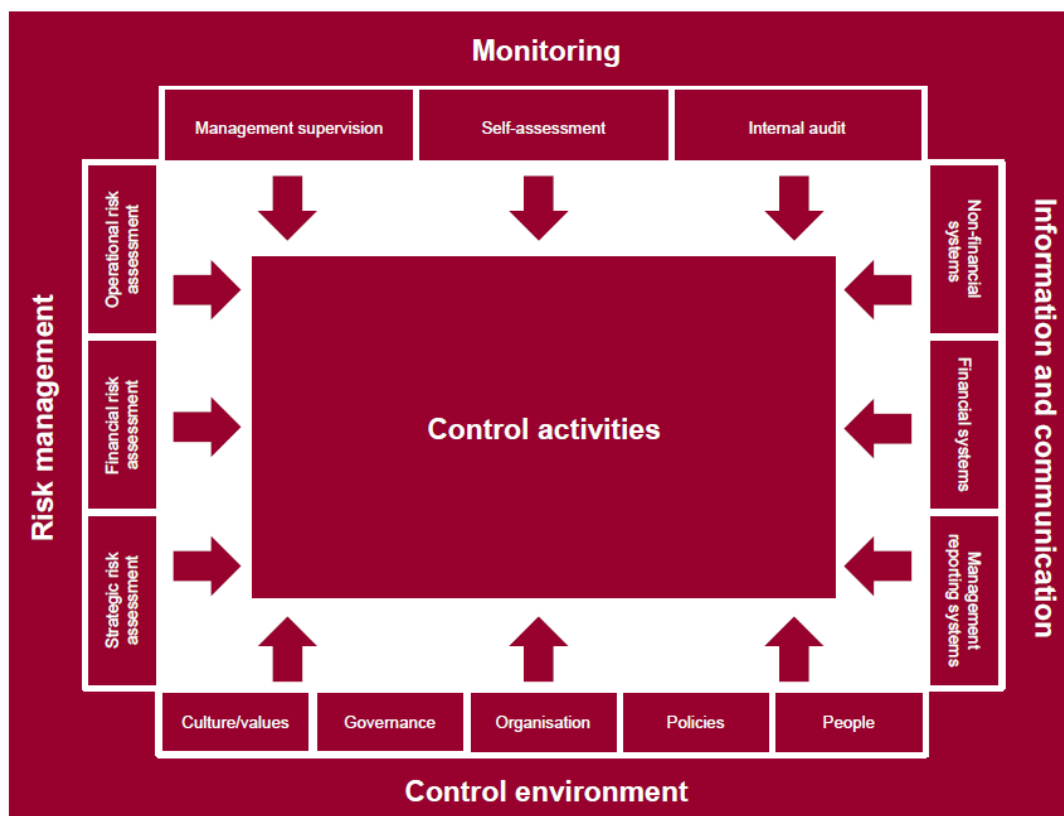 Monitoring
Management supervision
Self-assessment
Internal audit
Risk management
Operational risk
assessment
Financial risk
assessment
Strategic risk
assessment
Control activities
Non-financial
systems
Financial systems
Management
reporting systems
Information and communication
Culture/values
Governance
Organisation
Policies
People
Control environment